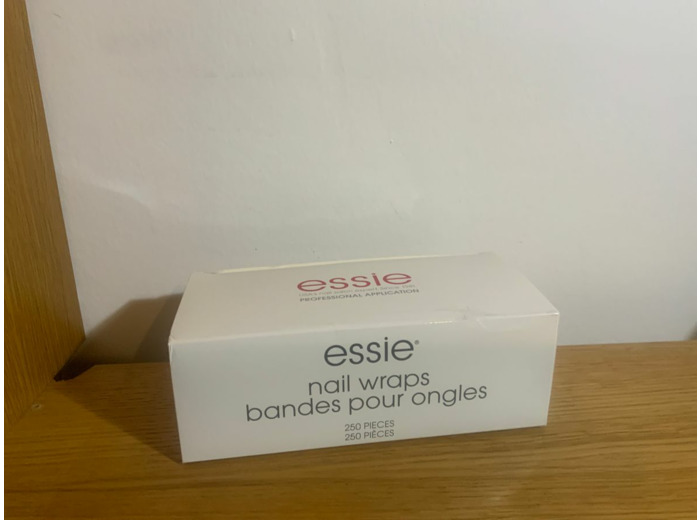 essie
PROFESSIONAL APPLICATION
essie®
nail wraps
bandes pour ongles
250 PIECES
250 PIÈCES